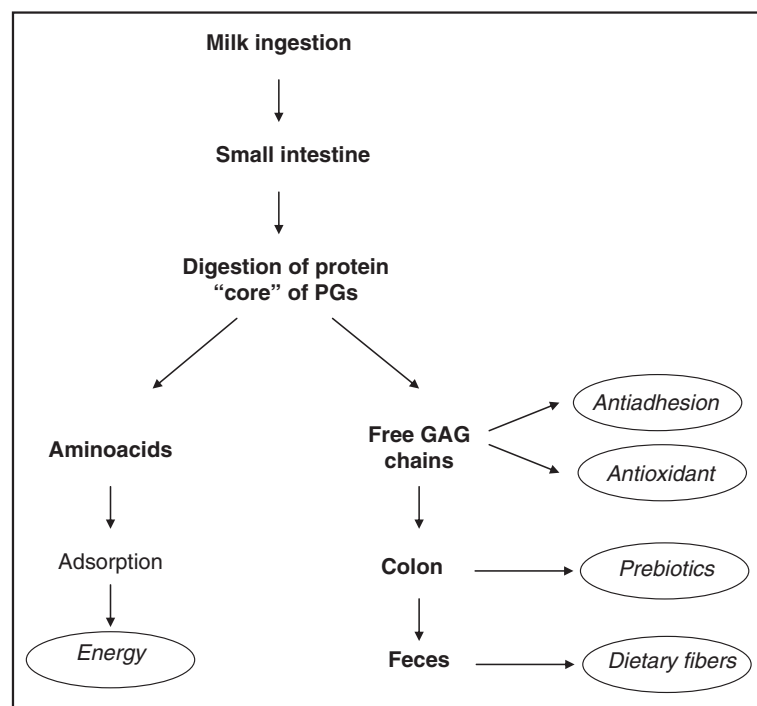 Milk ingestion
Small intestine
Digestion of protein
“core” of PGs
Aminoacids
Adsorption
Energy
Free GAG
chains
Antiadhesion
Antioxidant
Colon
Prebiotics
Feces
Dietary fibers